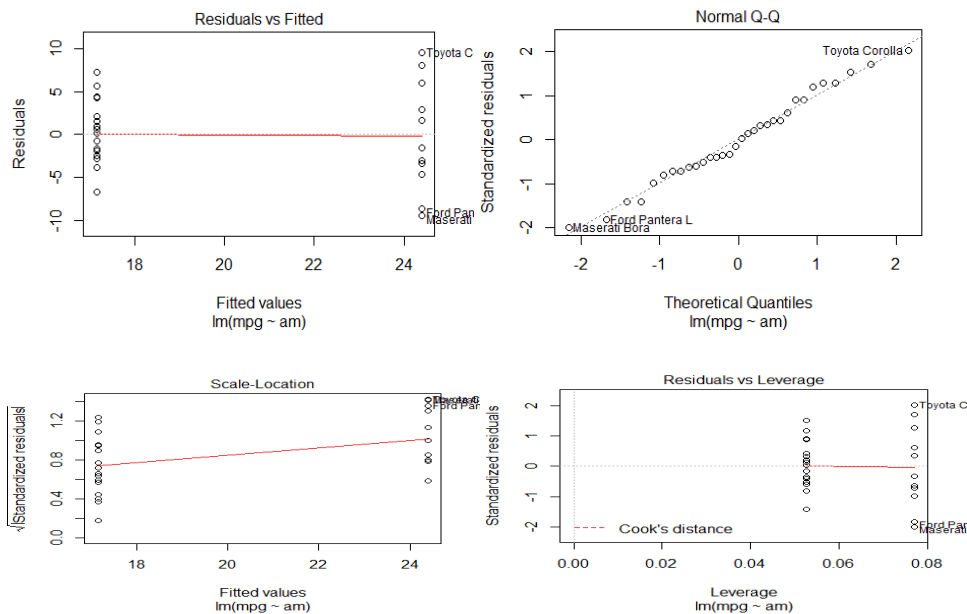 Residuals vs Fitted
Residuals
10
5
0
-5
-10
Toyota C
Ford Pan
Maserati
18
20
22
24
Fitted values
lm(mpg ~ am)
Normal Q-Q
Standardized residuals
2
1
0
-1
-2
Toyota Corolla
Ford Pantera L
Maserati Bora
-2
-1
0
1
2
Theoretical Quantiles
lm(mpg ~ am)
Scale-Location
√|Standardized residuals
1.2
0.8
0.4
0.0
Ford Pan
18
20
22
24
Fitted values
lm(mpg ~ am)
Residuals vs Leverage
Standardized residuals
2
1
0
-1
-2
Toyota C
Ford Pan
Maserati
Cook's distance
0.00
0.02
0.04
0.06
0.08
Leverage
lm(mpg ~ am)